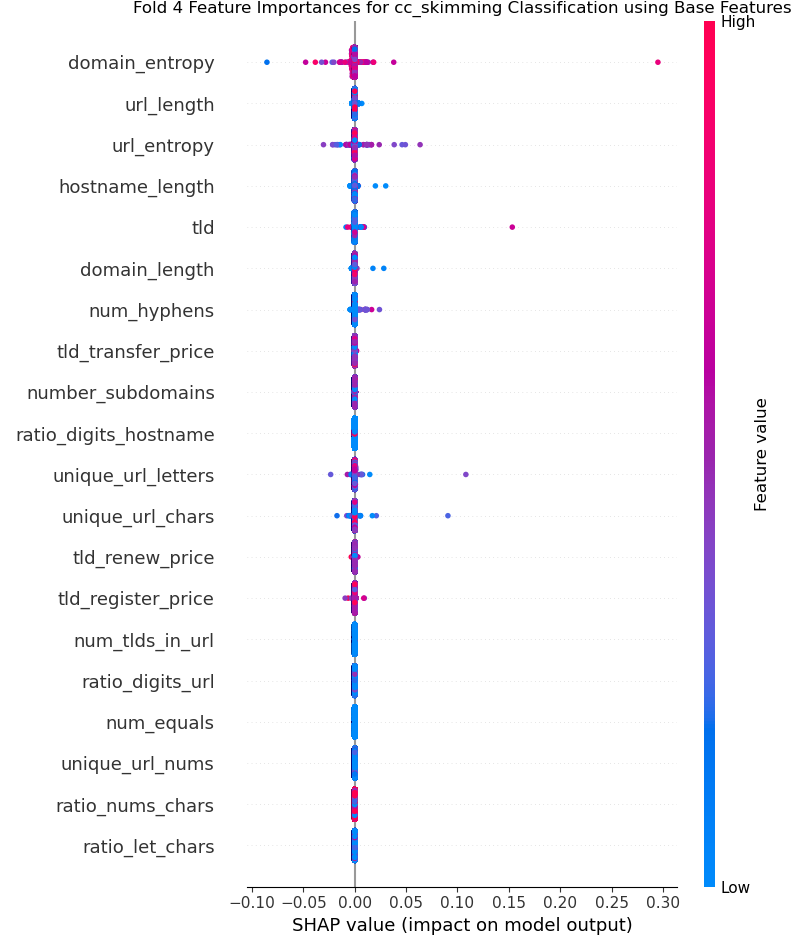 Fold 4 Feature Importances for cc_skimming Classification using Base Features
High
domain_entropy
url_length
url_entropy
hostname_length
tld
domain_length
num_hyphens
tld_transfer_price
number_subdomains
ratio_digits_hostname
unique_url_letters
unique_url_chars
tld_renew_price
tld_register_price
num_tlds_in_url
ratio_digits_url
num_equals
unique_url_nums
ratio_nums_chars
ratio_let_chars
Feature value
Low
−0.10 −0.05 0.00 0.05 0.10 0.15 0.20 0.25 0.30
SHAP value (impact on model output)